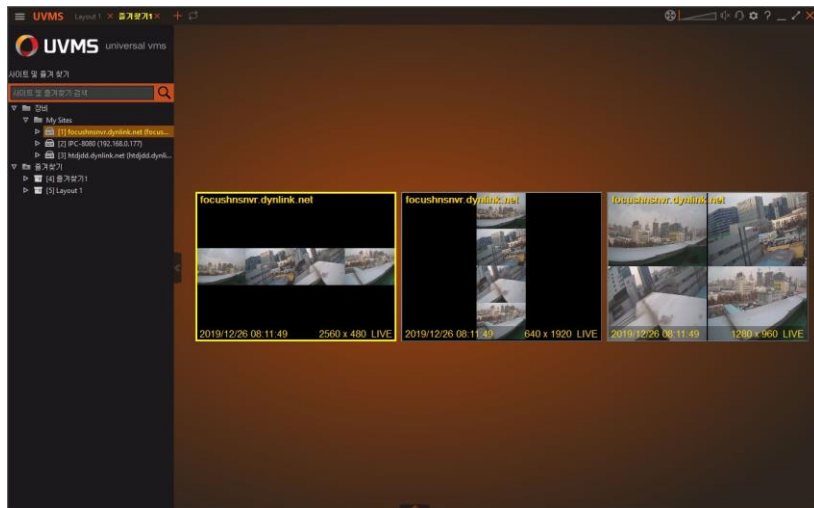 UVMS Layout 1 즐겨찾기1
UVMS universal vms
사이트 및 즐겨 찾기
사이트 및 즐겨찾기 검색
장비
My Sites
[1] focushnsnvr.dynlink.net (focus...
[2] IPC-8080 (192.168.0.177)
[3] htdjdd.dynlink.net (htdjdd.dynli...
즐겨찾기
[4] 즐겨찾기1
[5] Layout 1
focushnsnvr.dynlink.net
2019/12/26 08:11:49 2560 x 480 LIVE
focushnsnvr.dynlink.net
2019/12/26 08:11:49 640 x 1920 LIVE
focushnsnvr.dynlink.net
2019/12/26 08:11:49 1280 x 960 LIVE